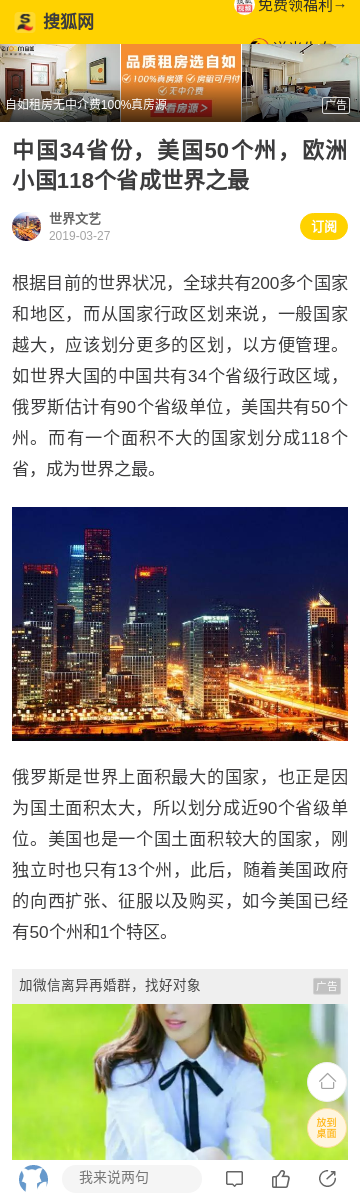 搜狐网
免费领福利→
品质租房选自如
100%真房源 房租可月付
无中介费
查看房源 >
自如租房无中介费100%真房源
广告
中国34省份，美国50个州，欧洲
小国118个省成世界之最
世界文艺
2019-03-27
订阅
根据目前的世界状况，全球共有200多个国家
和地区，而从国家行政区划来说，一般国家
越大，应该划分更多的区划，以方便管理。
如世界大国的中国共有34个省级行政区域，
俄罗斯估计有90个省级单位，美国共有50个
州。而有一个面积不大的国家划分成118个
省，成为世界之最。
俄罗斯是世界上面积最大的国家，也正是因
为国土面积太大，所以划分成近90个省级单
位。美国也是一个国土面积较大的国家，刚
独立时也只有13个州，此后，随着美国政府
的向西扩张、征服以及购买，如今美国已经
有50个州和1个特区。
加微信离异再婚群，找好对象
广告
放到
桌面
我来说两句